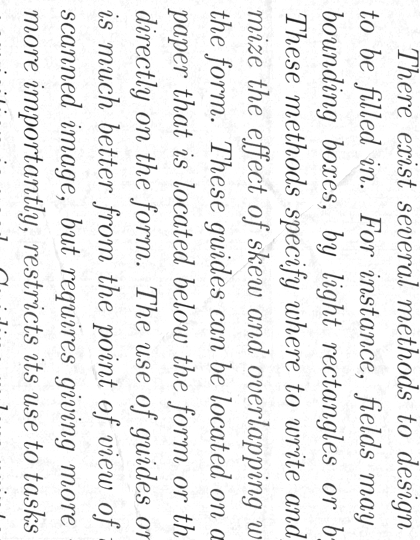 There exist several methods to design
to be filled in. For instance, fields may
bounding boxes, by light rectangles or
These methods specify where to write and
mize the effect of skew and overlapping
the form. These guides can be located on a
paper that is located below the form or
directly on the form. The use of guides
is much better from the point of view of
scanned image, but requires giving more
more importantly, restricts its use to tasks